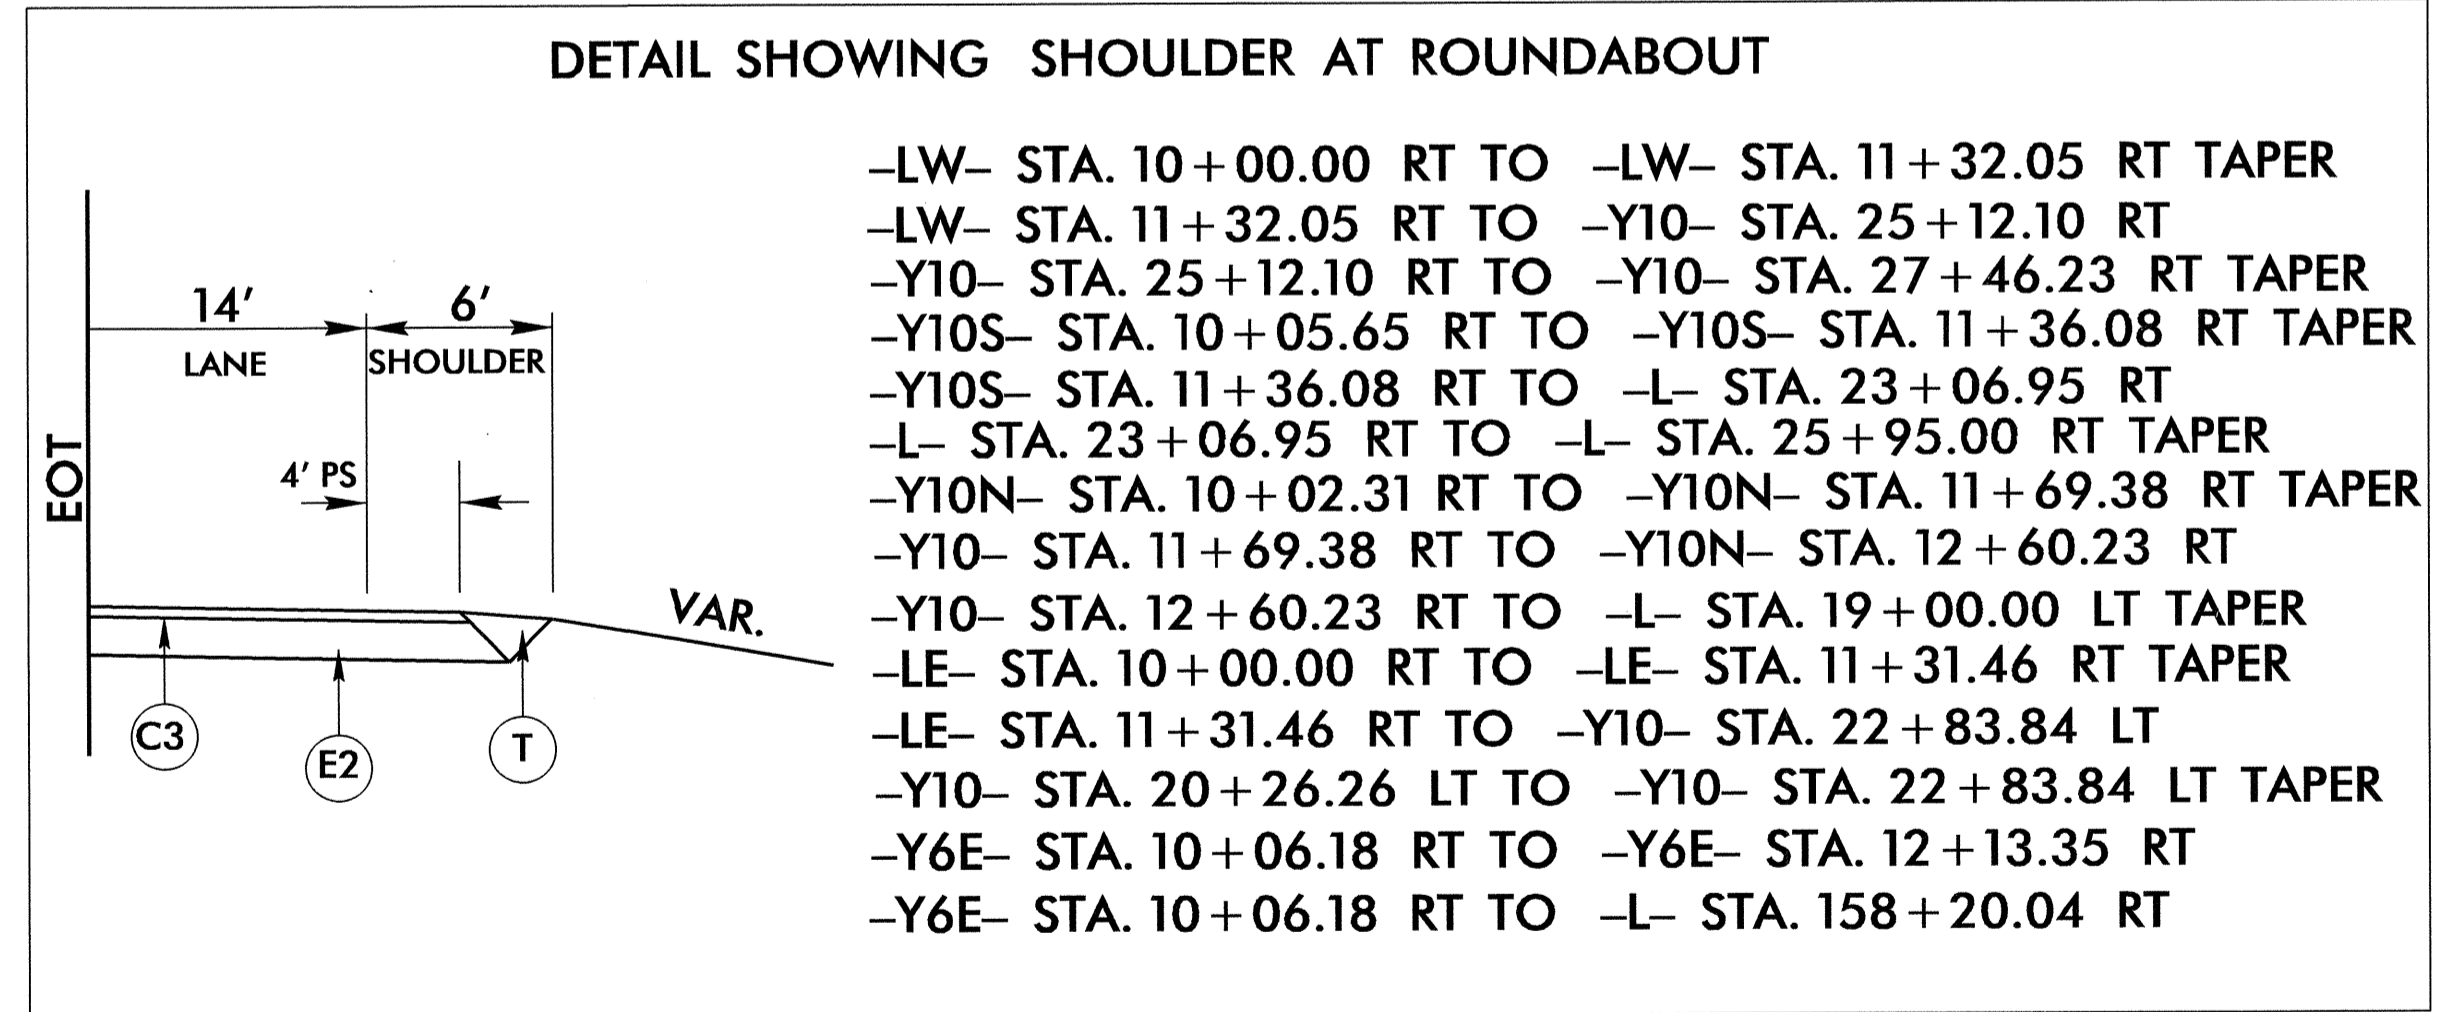 DETAIL SHOWING SHOULDER AT ROUNDABOUT
14'
6'
LANE
SHOULDER
EOT
4' PS
VAR.
C3
E2
T
–LW– STA. 10+00.00 RT TO –LW– STA. 11+32.05 RT TAPER
–LW– STA. 11+32.05 RT TO –Y10– STA. 25+12.10 RT
–Y10– STA. 25+12.10 RT TO –Y10– STA. 27+46.23 RT TAPER
–Y10S– STA. 10+05.65 RT TO –Y10S– STA. 11+36.08 RT TAPER
–Y10S– STA. 11+36.08 RT TO –L– STA. 23+06.95 RT
–L– STA. 23+06.95 RT TO –L– STA. 25+95.00 RT TAPER
–Y10N– STA. 10+02.31 RT TO –Y10N– STA. 11+69.38 RT TAPER
–Y10– STA. 11+69.38 RT TO –Y10N– STA. 12+60.23 RT
–Y10– STA. 12+60.23 RT TO –L– STA. 19+00.00 LT TAPER
–LE– STA. 10+00.00 RT TO –LE– STA. 11+31.46 RT TAPER
–LE– STA. 11+31.46 RT TO –Y10– STA. 22+83.84 LT
–Y10– STA. 20+26.26 LT TO –Y10– STA. 22+83.84 LT TAPER
–Y6E– STA. 10+06.18 RT TO –Y6E– STA. 12+13.35 RT
–Y6E– STA. 10+06.18 RT TO –L– STA. 158+20.04 RT